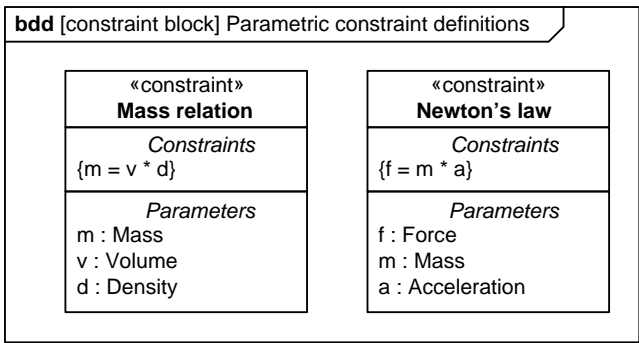 bdd [constraint block] Parametric constraint definitions
«constraint»
Mass relation
Constraints
{m = v * d}
Parameters
m : Mass
v : Volume
d : Density
«constraint»
Newton's law
Constraints
{f = m * a}
Parameters
f : Force
m : Mass
a : Acceleration